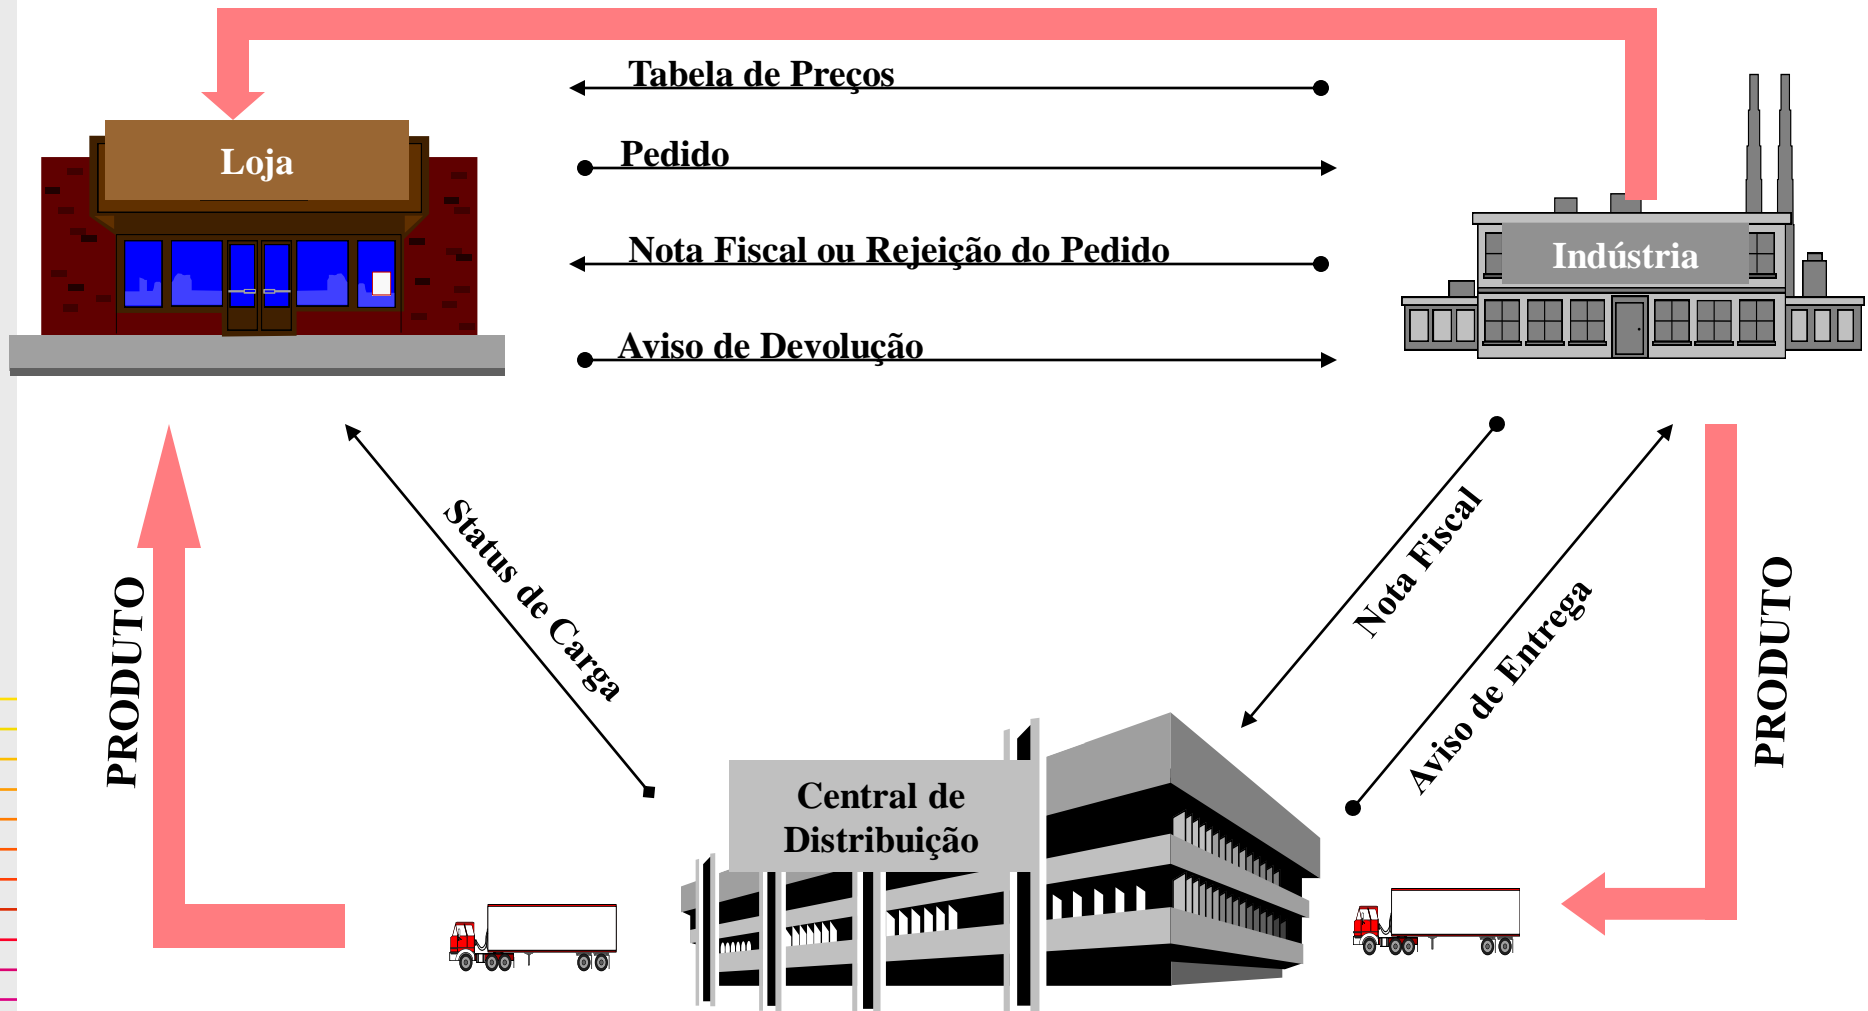 Tabela de Preços
Loja
Pedido
Nota Fiscal ou Rejeição do Pedido
Indústria
Aviso de Devolução
Status de Carga
Nota Fiscal
Aviso de Entrega
PRODUTO
PRODUTO
Central de
Distribuição